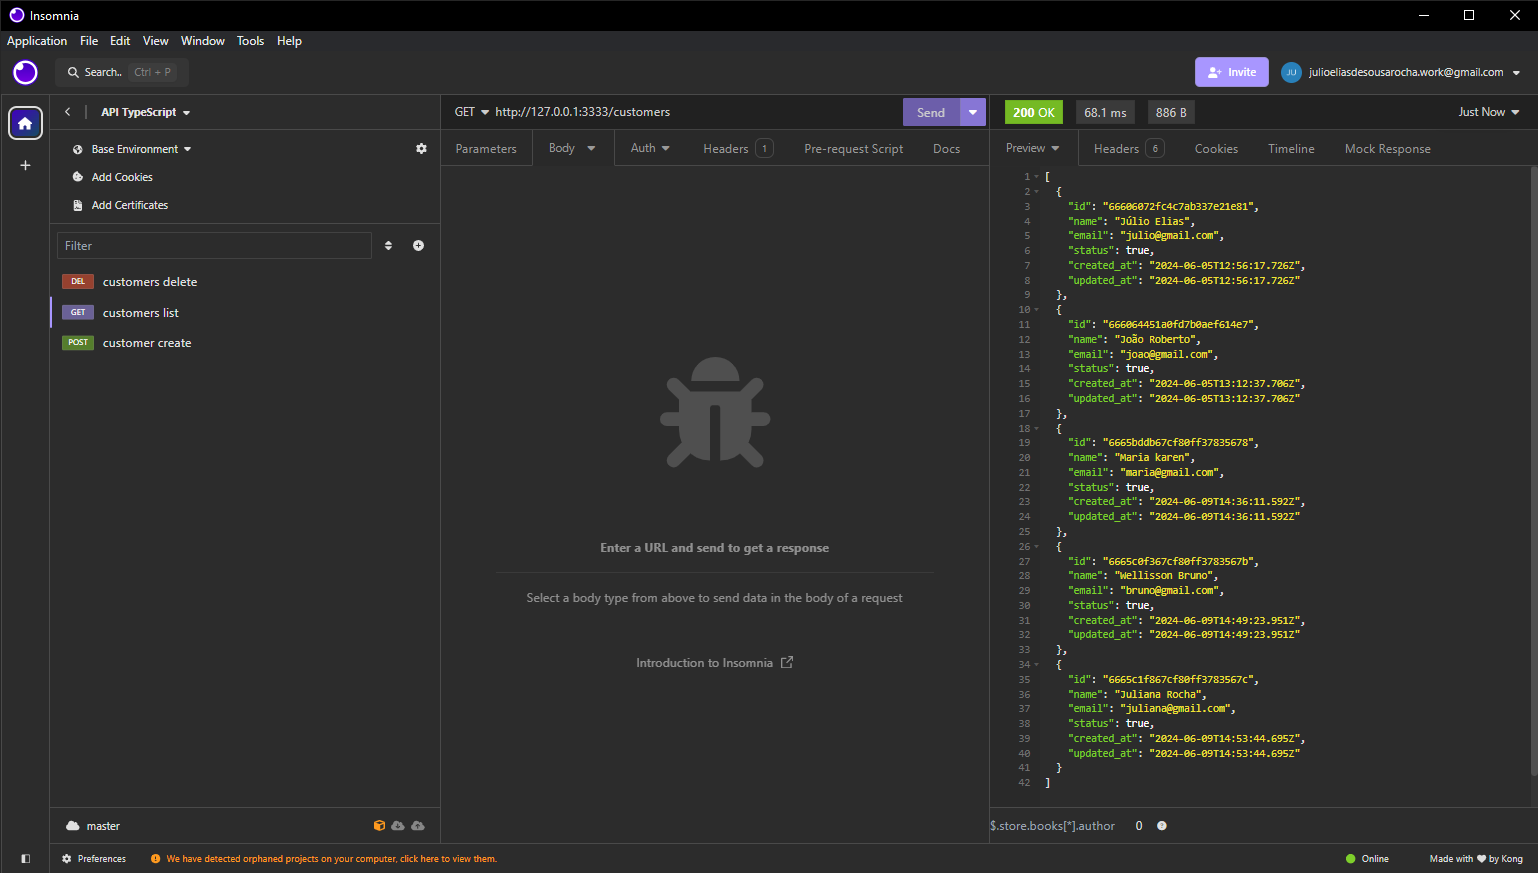 Insomnia
Application File Edit View Window Tools Help
Search.. Ctrl + P
Invite
JU
julioeliasdesousarocha.work@gmail.com
API TypeScript
Base Environment
Add Cookies
Add Certificates
Filter
DEL customers delete
GET customers list
POST customer create
master
GET http://127.0.0.1:3333/customers
Send
Parameters Body Auth Headers 1 Pre-request Script Docs
Enter a URL and send to get a response
Select a body type from above to send data in the body of a request
Introduction to Insomnia
200 OK 68.1 ms 886 B Just Now
Preview Headers 6 Cookies Timeline Mock Response
1 [
2 {
3 "id": "66606072fc4c7ab337e21e81",
4 "name": "Júlio Elias",
5 "email": "julio@gmail.com",
6 "status": true,
7 "created_at": "2024-06-05T12:56:17.726Z",
8 "updated_at": "2024-06-05T12:56:17.726Z"
9 },
10 {
11 "id": "666064451a0fd7b0aef614e7",
12 "name": "João Roberto",
13 "email": "joao@gmail.com",
14 "status": true,
15 "created_at": "2024-06-05T13:12:37.706Z",
16 "updated_at": "2024-06-05T13:12:37.706Z"
17 },
18 {
19 "id": "6665bddb67cf80ff37835678",
20 "name": "Maria karen",
21 "email": "maria@gmail.com",
22 "status": true,
23 "created_at": "2024-06-09T14:36:11.592Z",
24 "updated_at": "2024-06-09T14:36:11.592Z"
25 },
26 {
27 "id": "6665c0f367cf80ff3783567b",
28 "name": "Wellisson Bruno",
29 "email": "bruno@gmail.com",
30 "status": true,
31 "created_at": "2024-06-09T14:49:23.951Z",
32 "updated_at": "2024-06-09T14:49:23.951Z"
33 },
34 {
35 "id": "6665c1f867cf80ff3783567c",
36 "name": "Juliana Rocha",
37 "email": "juliana@gmail.com",
38 "status": true,
39 "created_at": "2024-06-09T14:53:44.695Z",
40 "updated_at": "2024-06-09T14:53:44.695Z"
41 }
42 ]
$.store.books[*].author 0
Preferences
We have detected orphaned projects on your computer, click here to view them.
Online
Made with ♥ by Kong